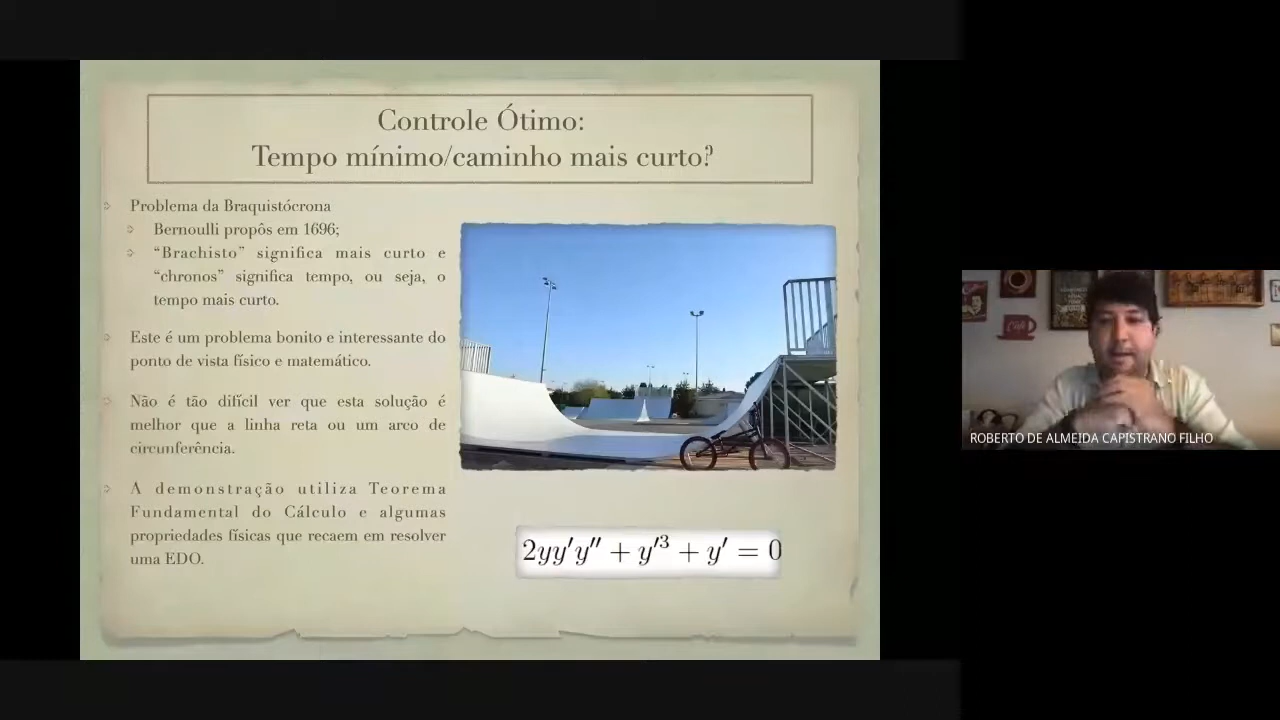 Controle Ótimo:
Tempo mínimo/caminho mais curto?
Problema da Braquistócrona
Bernoulli propôs em 1696;
“Brachisto” significa mais curto e
“chronos” significa tempo, ou seja, o
tempo mais curto.
Este é um problema bonito e interessante do
ponto de vista físico e matemático.
Não é tão difícil ver que esta solução é
melhor que a linha reta ou um arco de
circunferência.
A demonstração utiliza Teorema
Fundamental do Cálculo e algumas
propriedades físicas que recaem em resolver
uma EDO.
2yy′y″ + y′³ + y′ = 0
ROBERTO DE ALMEIDA CAPISTRANO FILHO